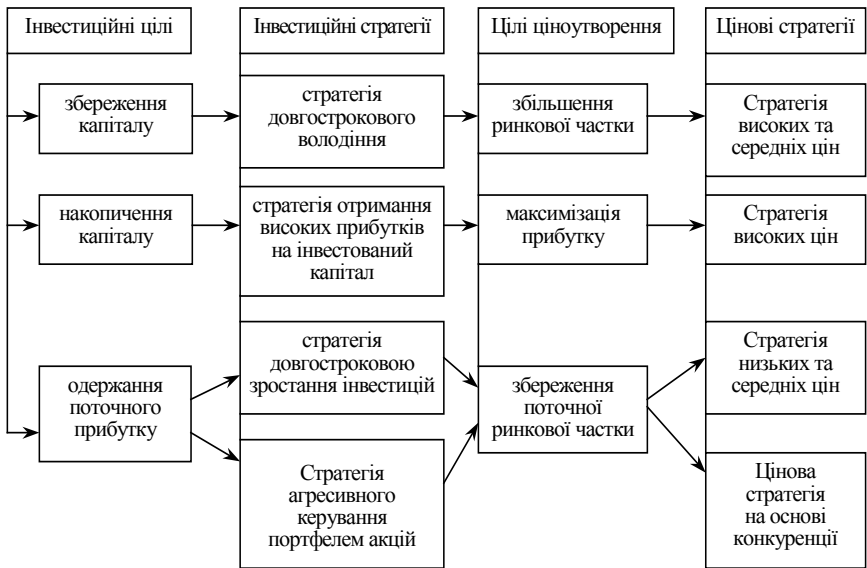 Інвестиційні цілі
Інвестиційні стратегії
Цілі ціноутворення
Цінові стратегії
збереження
капіталу
стратегія
довгострокового
володіння
збільшення
ринкової частки
Стратегія
високих та
середніх цін
накопичення
капіталу
стратегія отримання
високих прибутків
на інвестований
капітал
максимізація
прибутку
Стратегія
високих цін
одержання
поточного
прибутку
стратегія
довгостроковою
зростання інвестицій
Стратегія
агресивного
керування
портфелем акцій
збереження
поточної
ринкової частки
Стратегія
низьких та
середніх цін
Цінова
стратегія
на основі
конкуренції